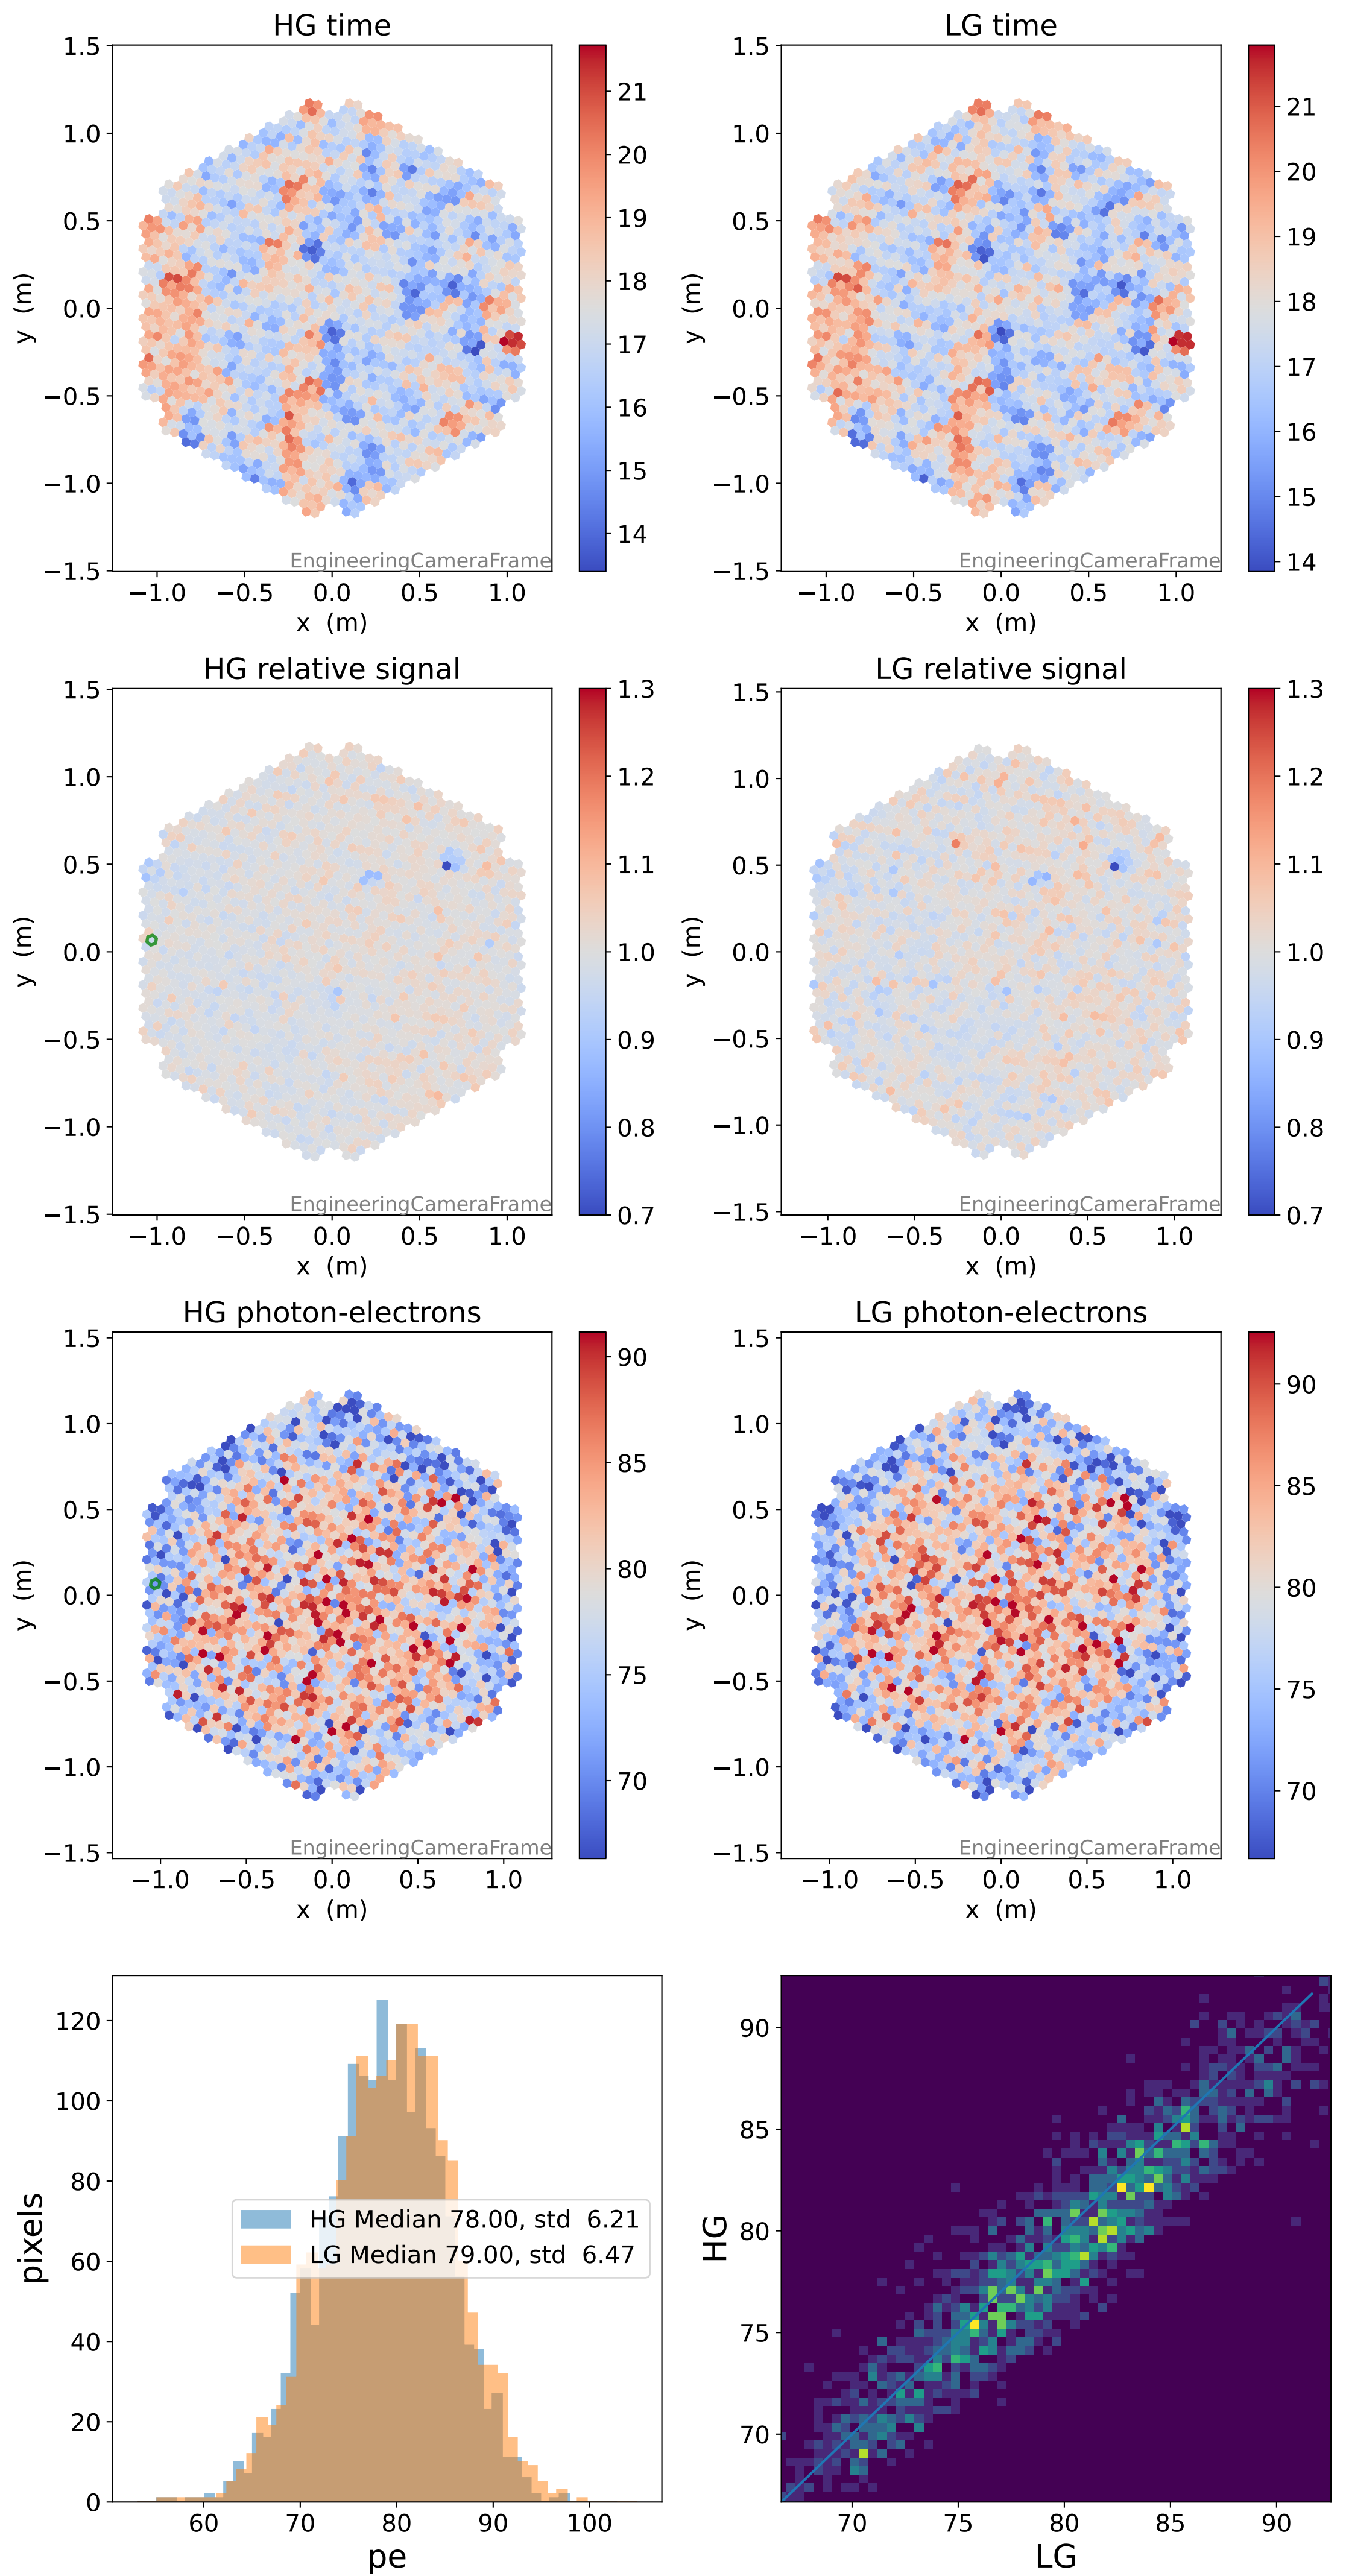 HG time
1.5
1.0
0.5
0.0
−0.5
−1.0
−1.5
y (m)
EngineeringCameraFrame
−1.0 −0.5 0.0 0.5 1.0
x (m)
21
20
19
18
17
16
15
14
LG time
1.5
1.0
0.5
0.0
−0.5
−1.0
−1.5
y (m)
EngineeringCameraFrame
−1.0 −0.5 0.0 0.5 1.0
x (m)
21
20
19
18
17
16
15
14
HG relative signal
1.5
1.0
0.5
0.0
−0.5
−1.0
−1.5
y (m)
EngineeringCameraFrame
−1.0 −0.5 0.0 0.5 1.0
x (m)
1.3
1.2
1.1
1.0
0.9
0.8
0.7
LG relative signal
1.5
1.0
0.5
0.0
−0.5
−1.0
−1.5
y (m)
EngineeringCameraFrame
−1.0 −0.5 0.0 0.5 1.0
x (m)
1.3
1.2
1.1
1.0
0.9
0.8
0.7
HG photon-electrons
1.5
1.0
0.5
0.0
−0.5
−1.0
−1.5
y (m)
EngineeringCameraFrame
−1.0 −0.5 0.0 0.5 1.0
x (m)
90
85
80
75
70
LG photon-electrons
1.5
1.0
0.5
0.0
−0.5
−1.0
−1.5
y (m)
EngineeringCameraFrame
−1.0 −0.5 0.0 0.5 1.0
x (m)
90
85
80
75
70
120
100
80
60
40
20
0
pixels
HG Median 78.00, std 6.21
LG Median 79.00, std 6.47
60 70 80 90 100
pe
90
85
80
75
70
HG
70 75 80 85 90
LG